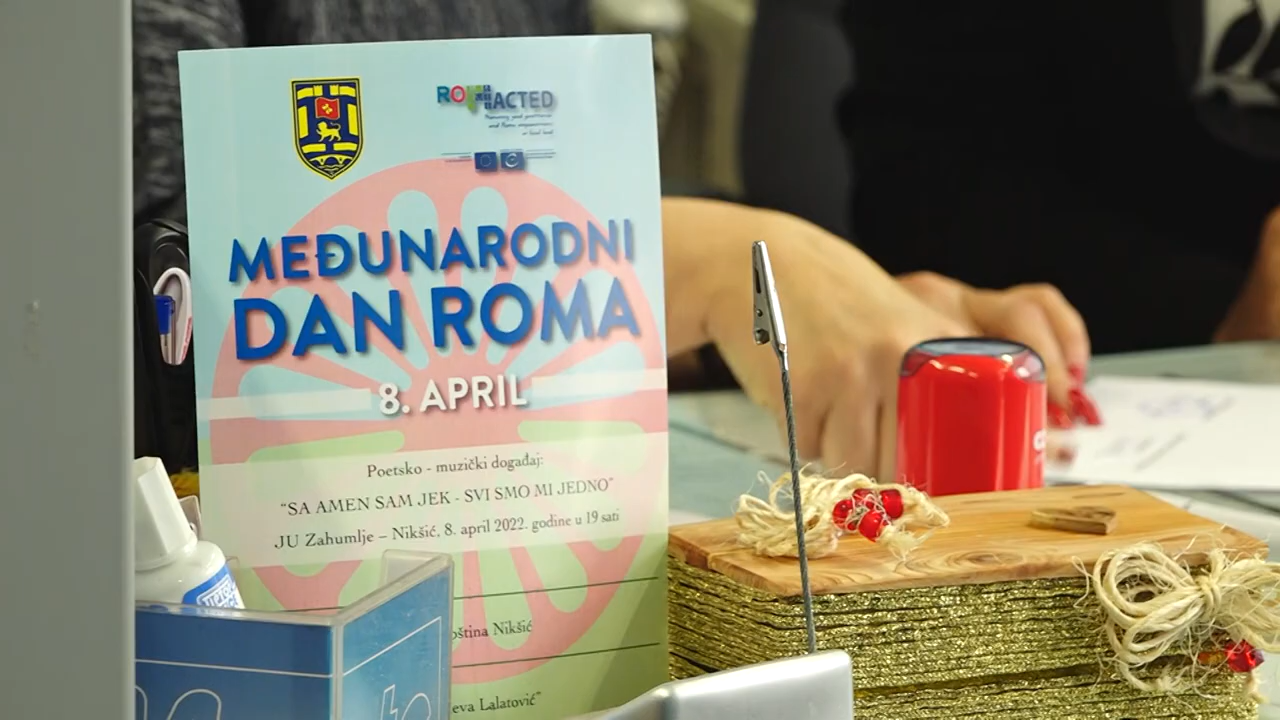 ROMACTED
MEĐUNARODNI
DAN ROMA
8. APRIL
Poetsko - muzički događaj:
"SA AMEN SAM JEK - SVI SMO MI JEDNO"
JU Zahumlje – Nikšić, 8. april 2022. godine u 19 sati
oština Nikšić
eva Lalatović"